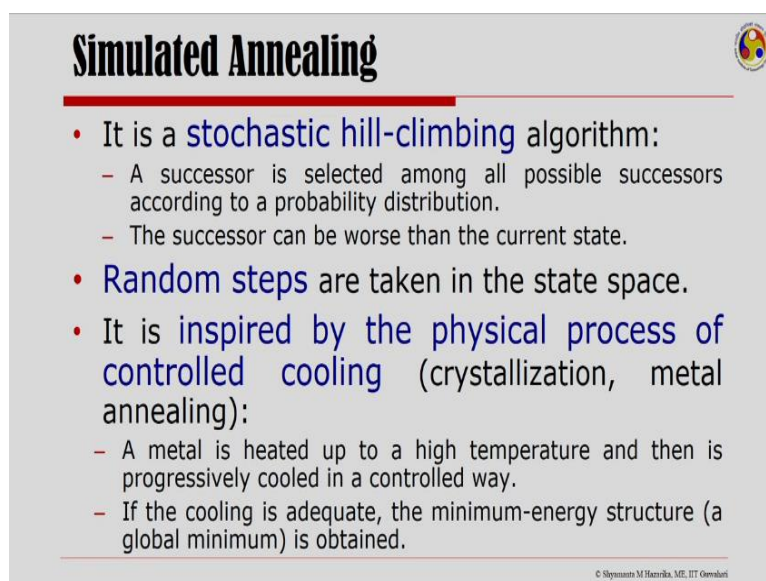 Simulated Annealing
• It is a stochastic hill-climbing algorithm:
– A successor is selected among all possible successors
according to a probability distribution.
– The successor can be worse than the current state.
• Random steps are taken in the state space.
• It is inspired by the physical process of
controlled cooling (crystallization, metal
annealing):
– A metal is heated up to a high temperature and then is
progressively cooled in a controlled way.
– If the cooling is adequate, the minimum-energy structure (a
global minimum) is obtained.
© Shyamanta M Hazarika, ME, IIT Guwahati